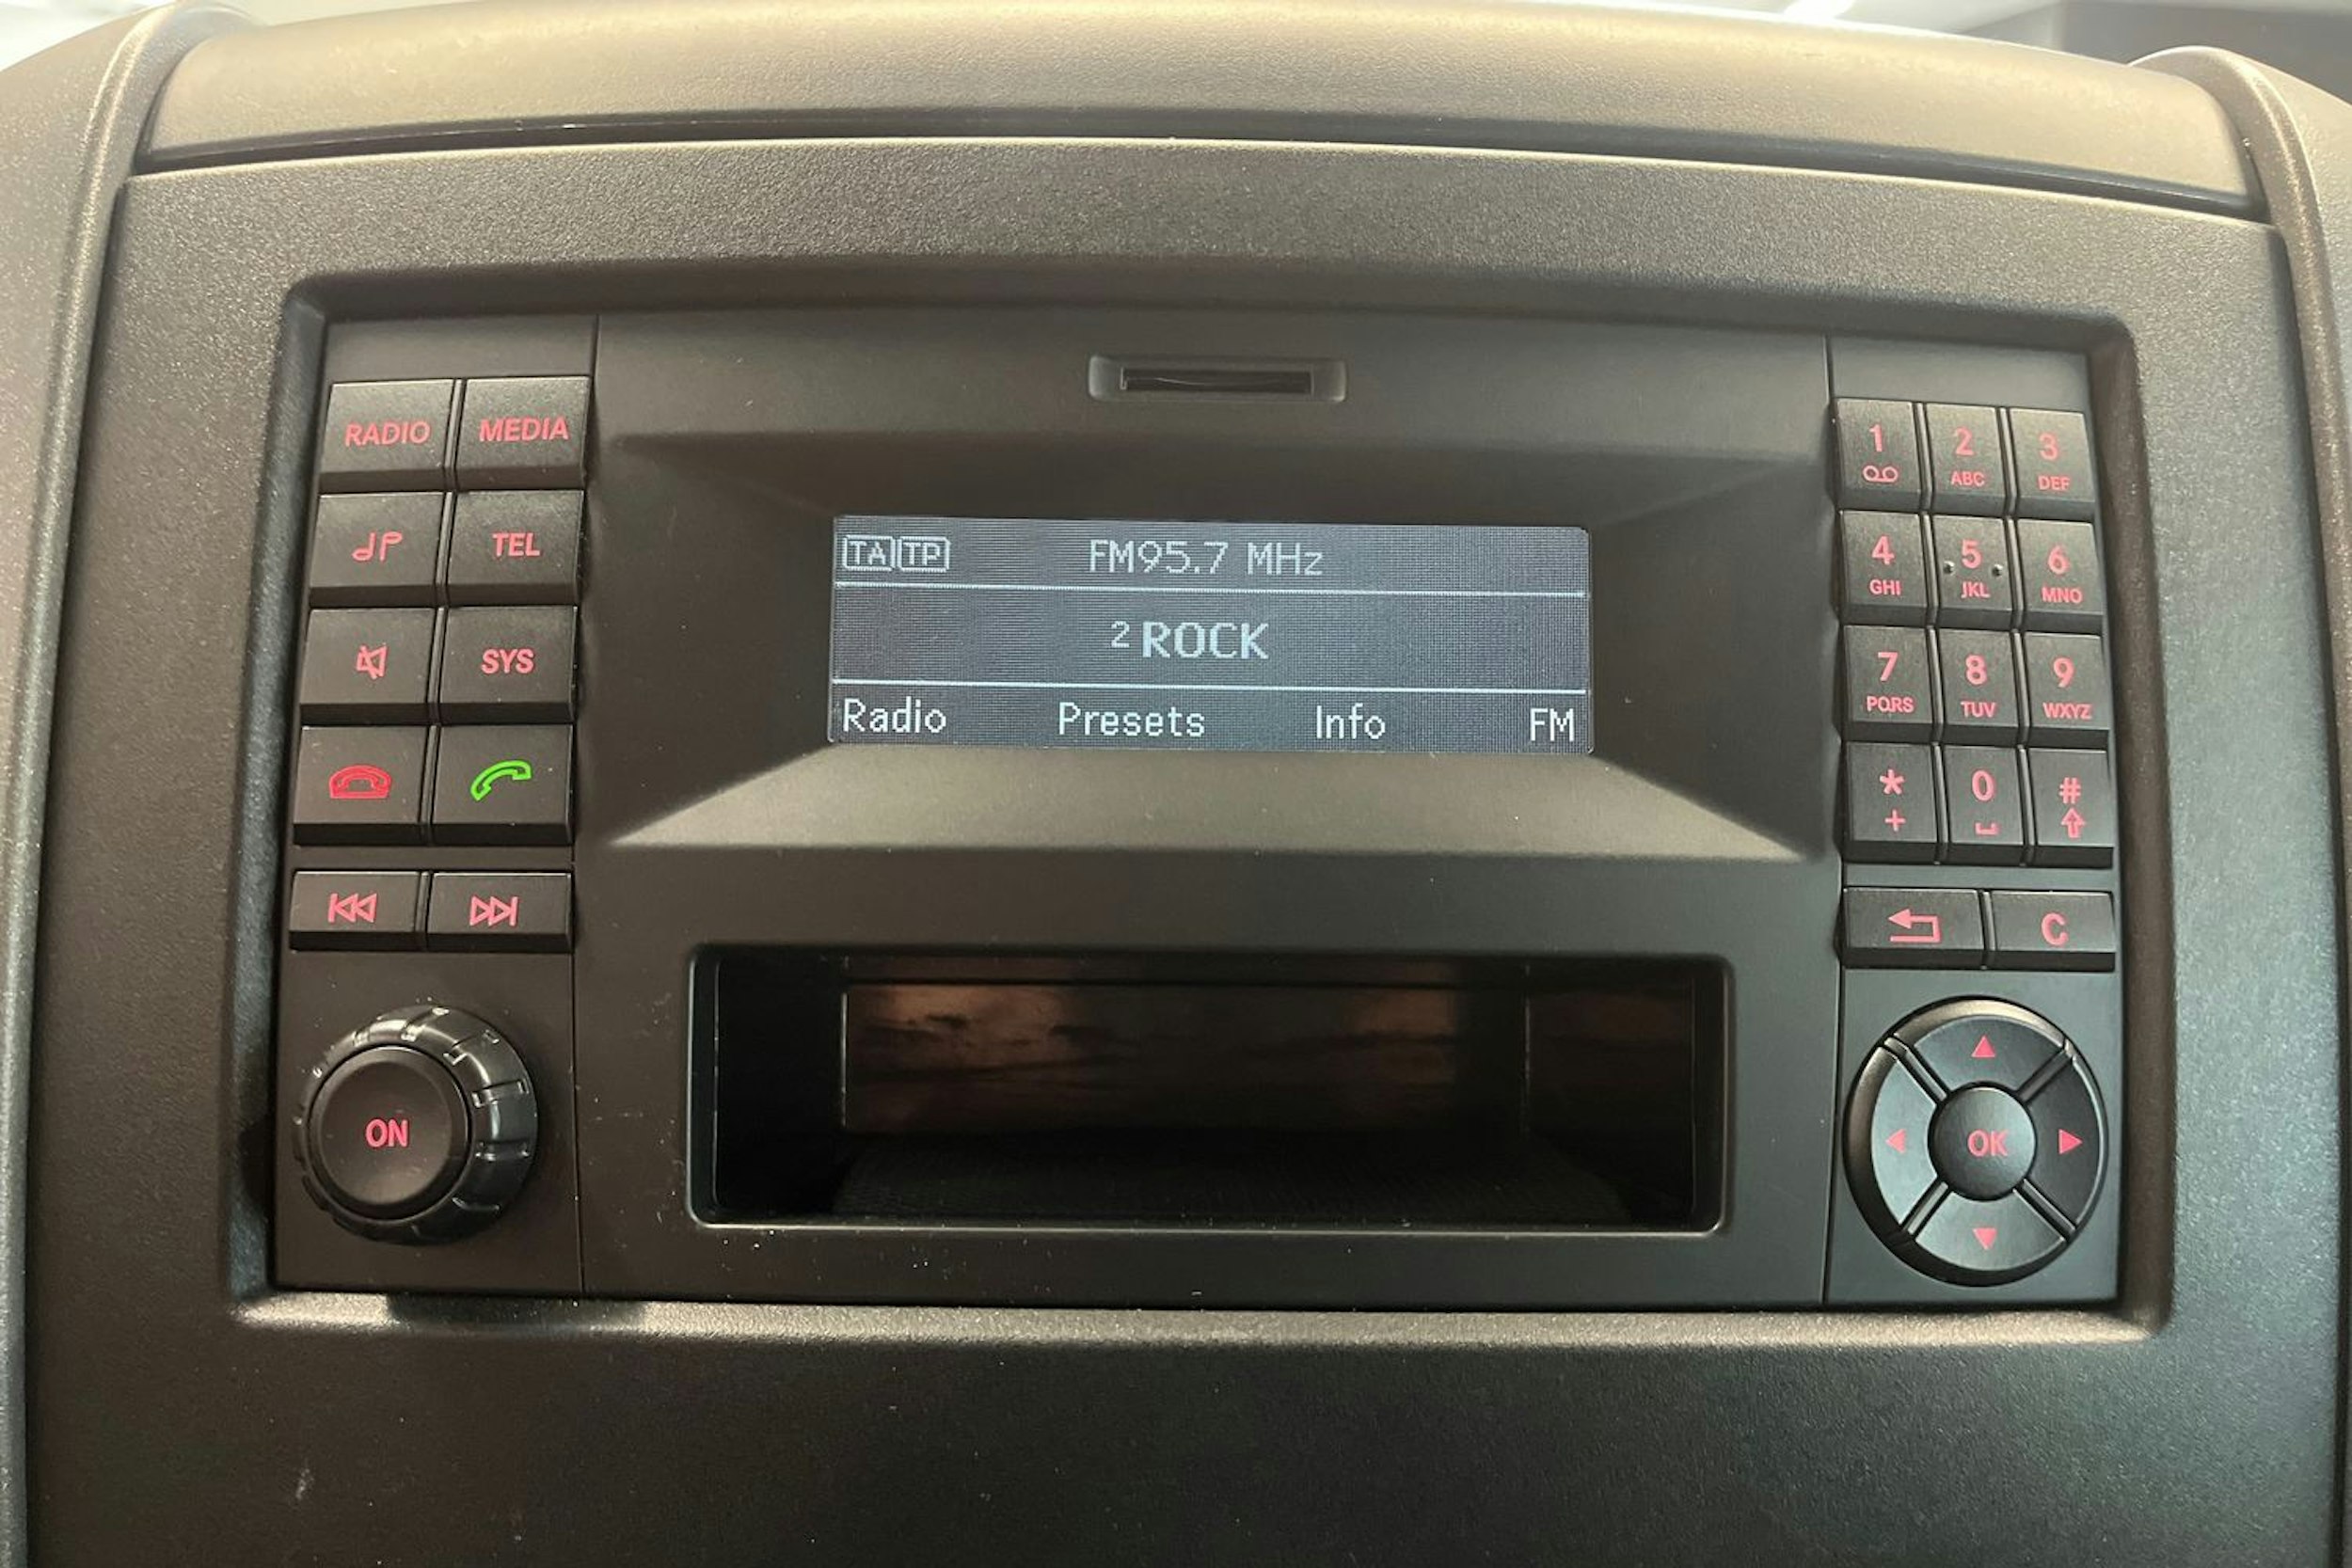 RADIO MEDIA
TEL
SYS
ON
TA TP FM95.7 MHz
2 ROCK
Radio Presets Info FM
1 2 3
ABC DEF
4 5 6
GHI JKL MNO
7 8 9
PQRS TUV WXYZ
* 0 #
+
C
OK